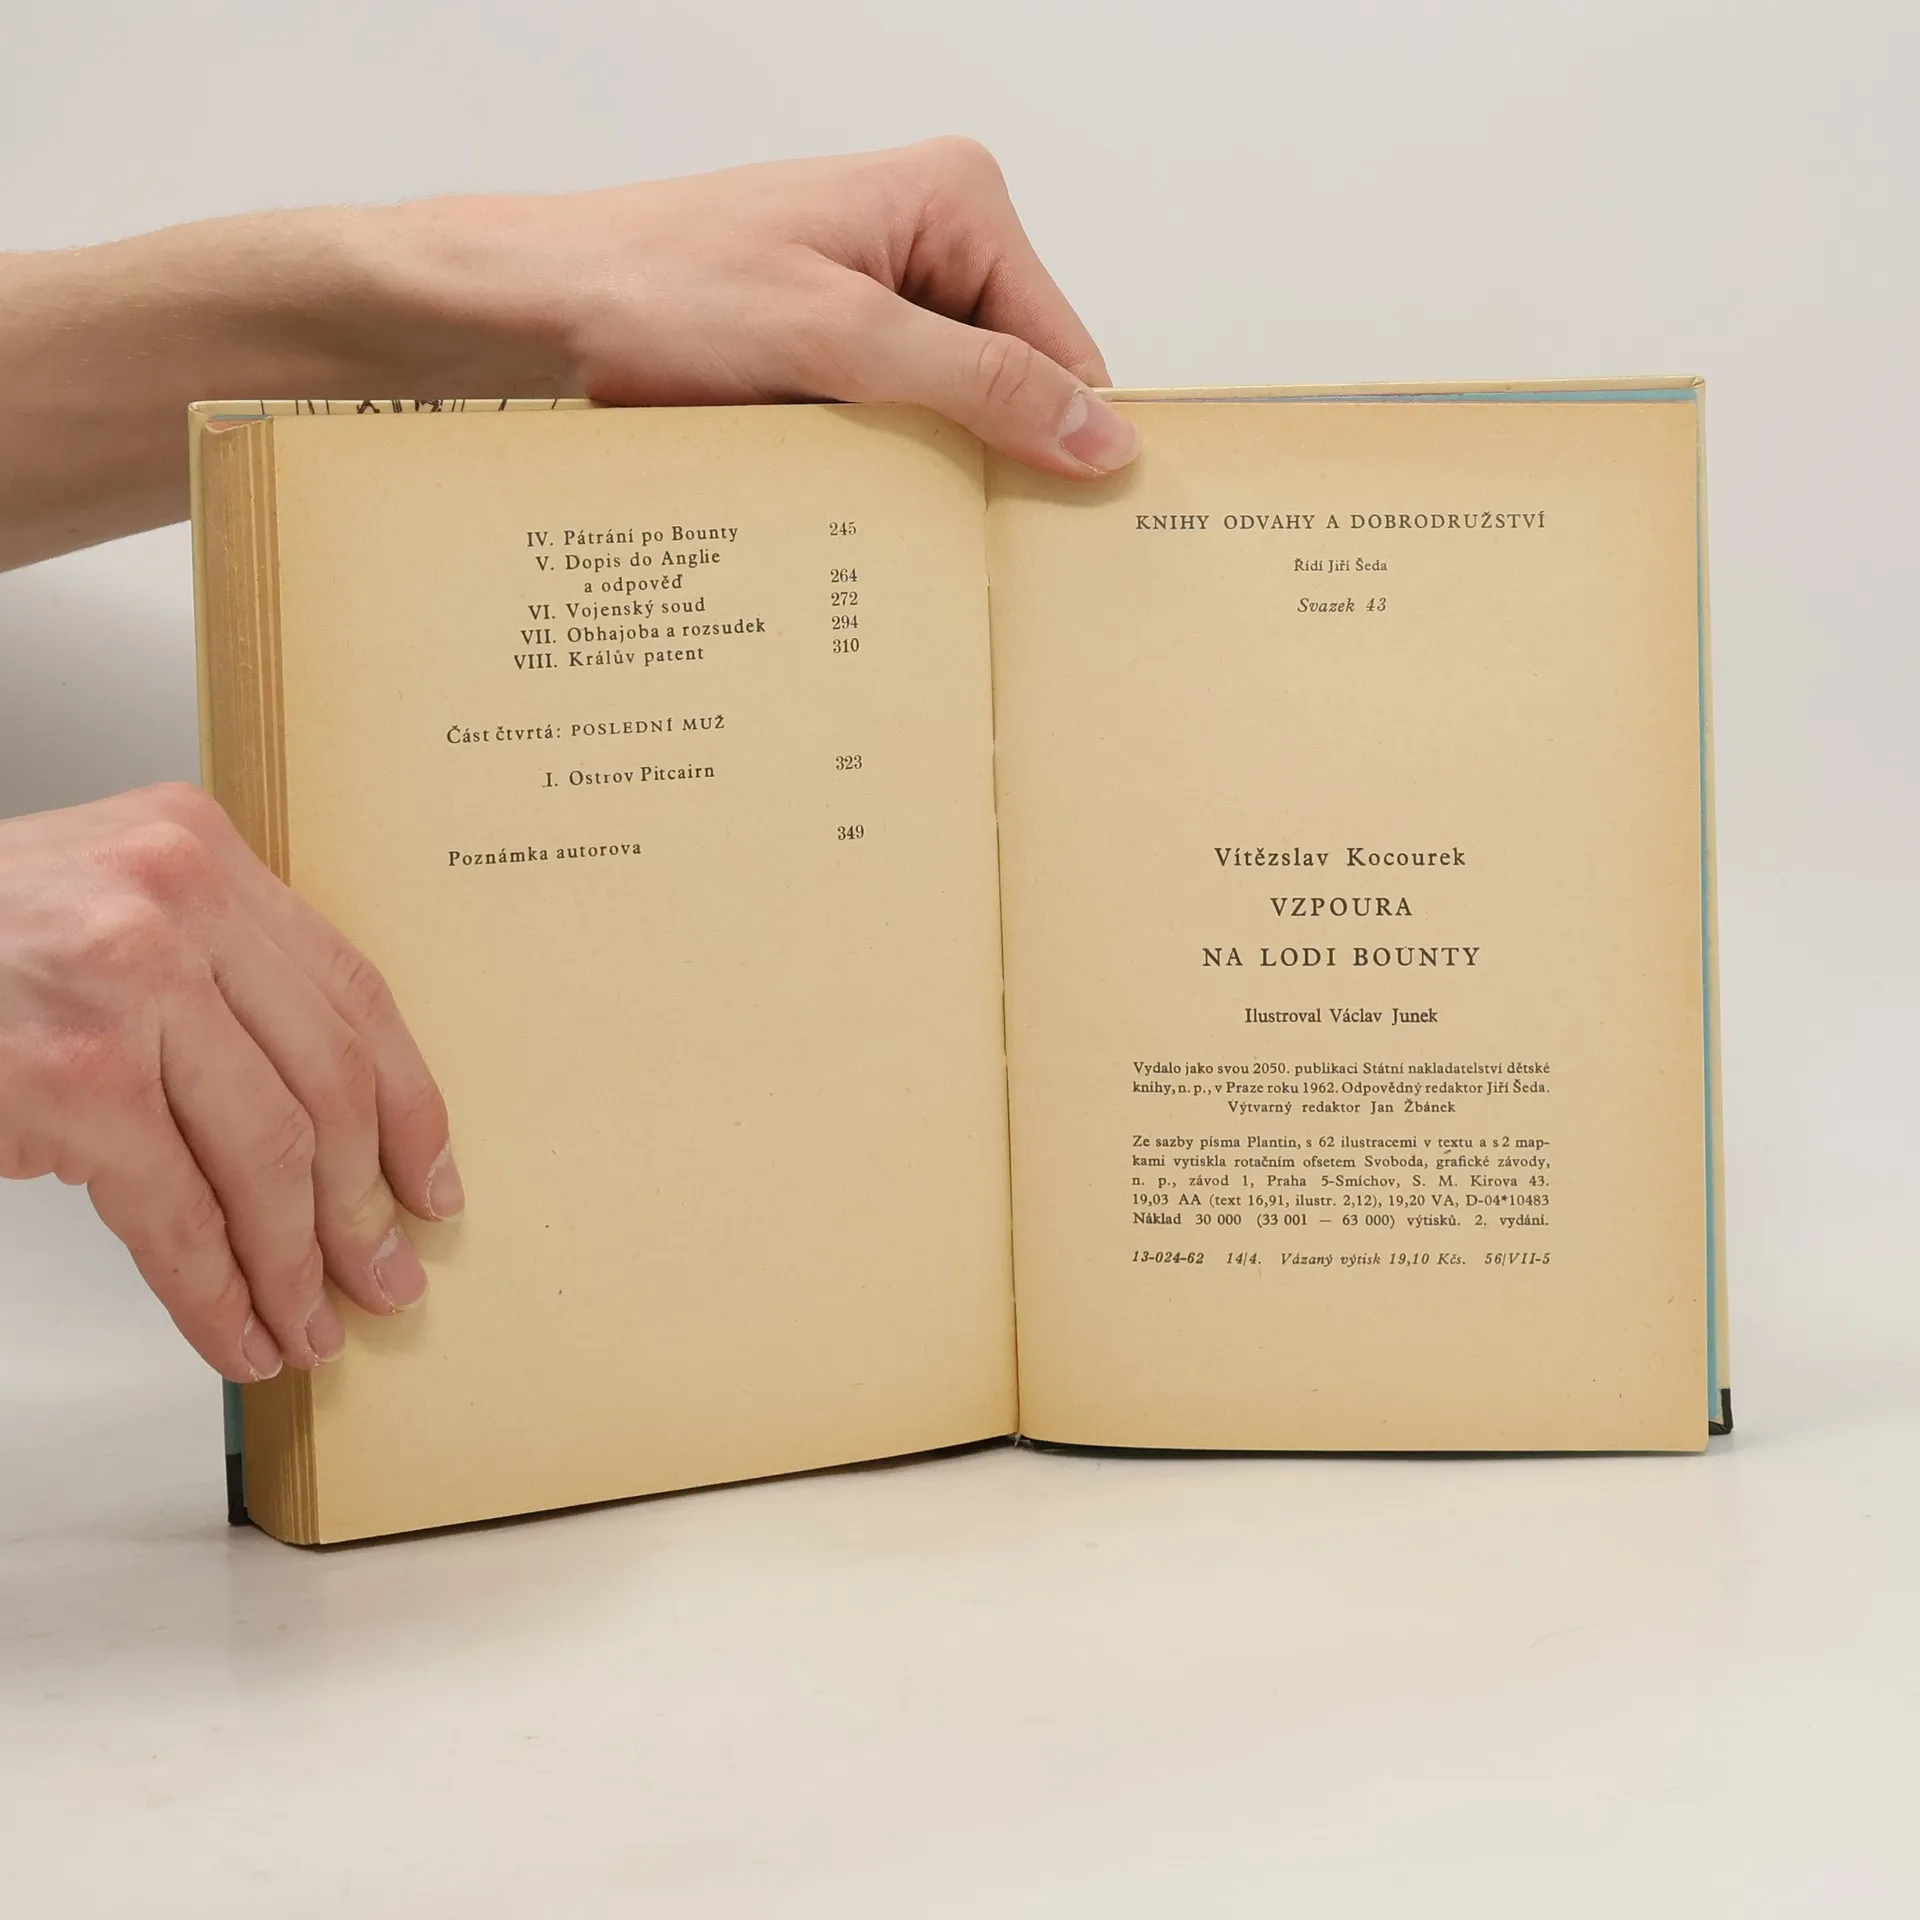 IV. Pátrání po Bounty 245
V. Dopis do Anglie
a odpověď 264
VI. Vojenský soud 272
VII. Obhajoba a rozsudek 294
VIII. Králův patent 310
Část čtvrtá: POSLEDNÍ MUŽ
I. Ostrov Pitcairn 323
Poznámka autorova 349
KNIHY ODVAHY A DOBRODRUŽSTVÍ
Řídí Jiří Šeda
Svazek 43
Vítězslav Kocourek
VZPOURA
NA LODI BOUNTY
Ilustroval Václav Junek
Vydalo jako svou 2050. publikaci Státní nakladatelství dětské
knihy, n. p., v Praze roku 1962. Odpovědný redaktor Jiří Šeda.
Výtvarný redaktor Jan Žbánek
Ze sazby písma Plantin, s 62 ilustracemi v textu a s 2 map-
kami vytiskla rotačním ofsetem Svoboda, grafické závody,
n. p., závod 1, Praha 5-Smíchov, S. M. Kirova 43.
19,03 AA (text 16,91, ilustr. 2,12), 19,20 VA, D-04*10483
Náklad 30 000 (33 001 — 63 000) výtisků. 2. vydání.
13-024-62 14/4. Vázaný výtisk 19,10 Kčs. 56/VII-5